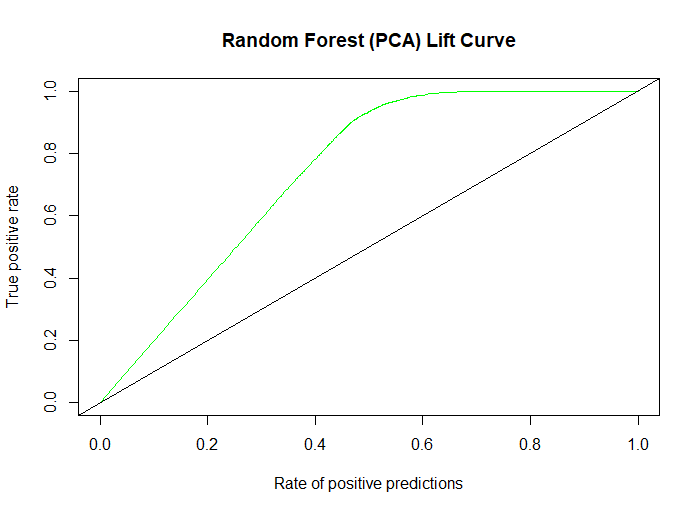 Random Forest (PCA) Lift Curve
True positive rate
1.0
0.8
0.6
0.4
0.2
0.0
0.0 0.2 0.4 0.6 0.8 1.0
Rate of positive predictions